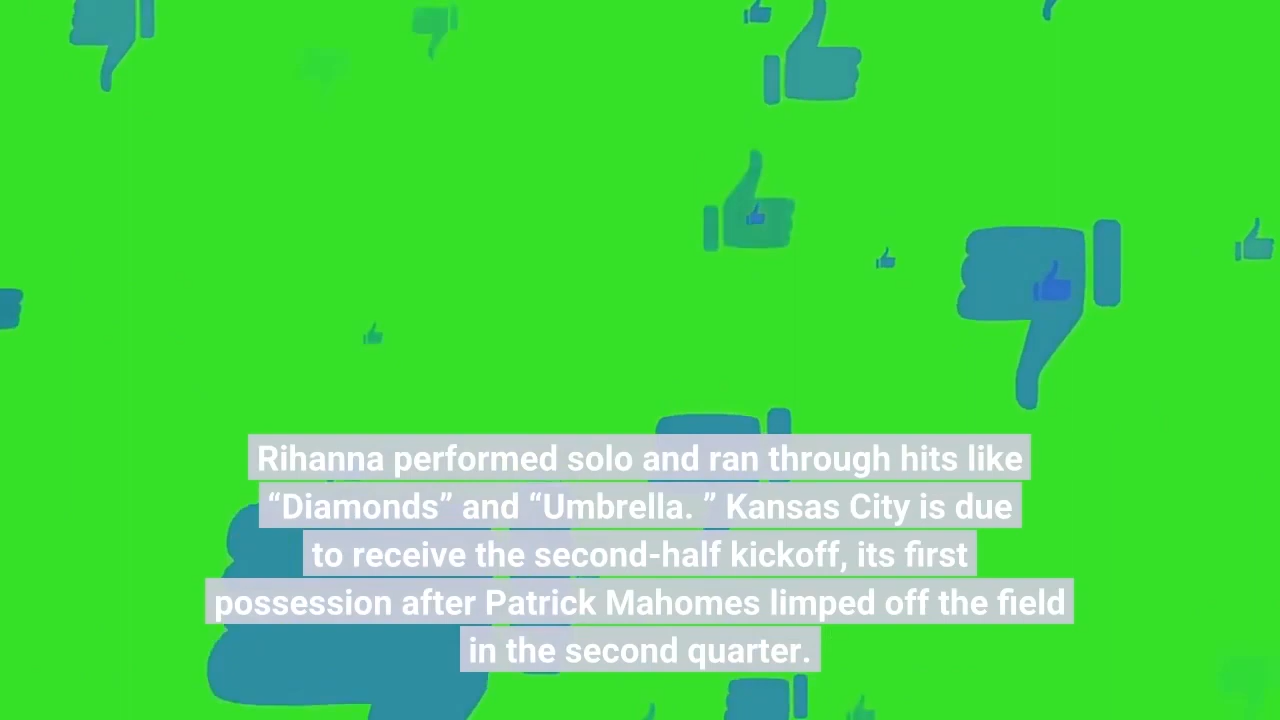 Rihanna performed solo and ran through hits like
“Diamonds” and “Umbrella. ” Kansas City is due
to receive the second-half kickoff, its first
possession after Patrick Mahomes limped off the field
in the second quarter.